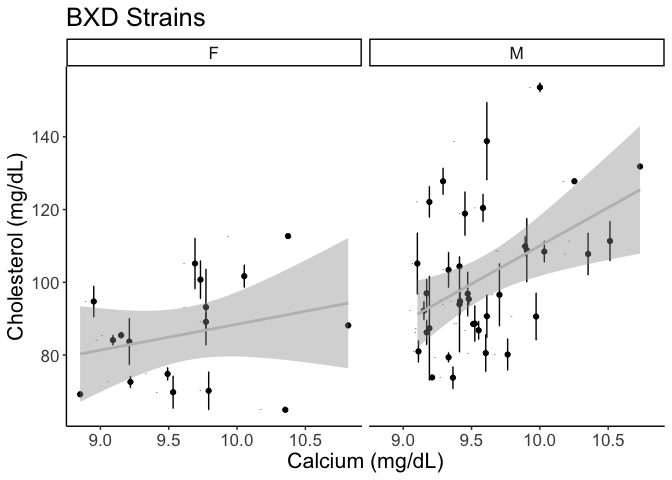 BXD Strains
F
M
Cholesterol (mg/dL)
140
120
100
80
9.0 9.5 10.0 10.5
9.0 9.5 10.0 10.5
Calcium (mg/dL)